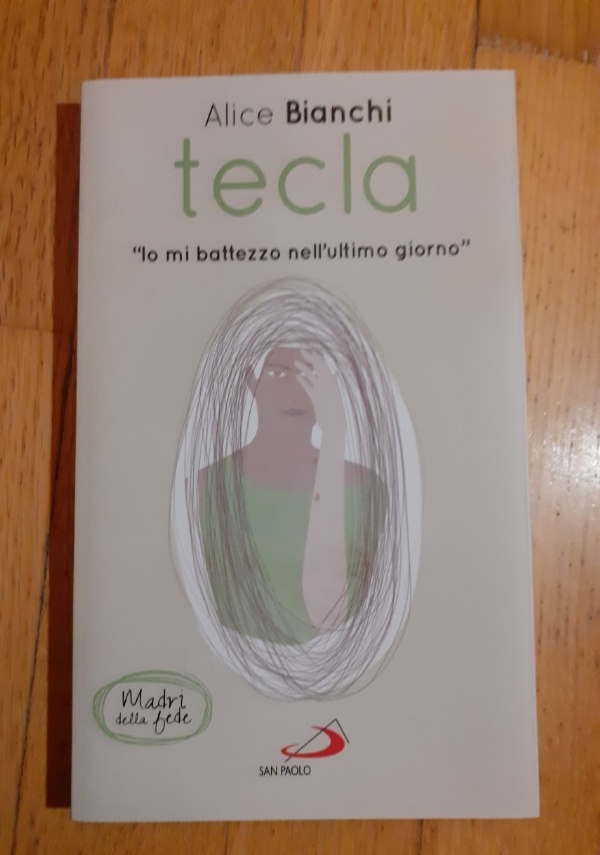 Alice Bianchi
tecla
"Io mi battezzo nell'ultimo giorno"
Madri
della fede
SAN PAOLO